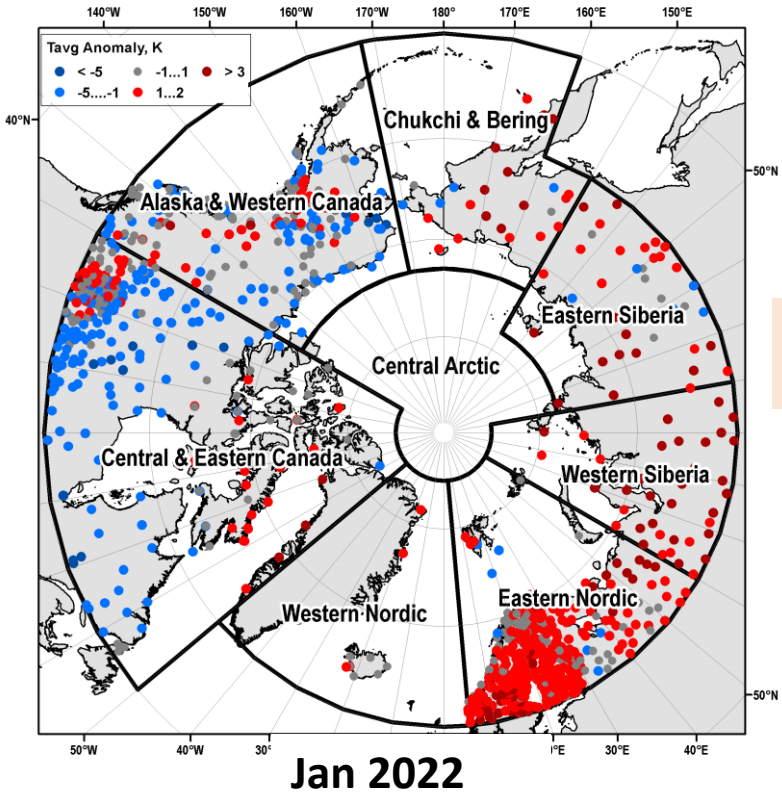 140°W 150°W 160°W 170°W 180° 170°E 160°E 150°E
Tavg Anomaly, K
< -5 -1...1 > 3
-5....-1 1...2
40°N
50°N
Chukchi & Bering
Alaska & Western Canada
Eastern Siberia
Central Arctic
Central & Eastern Canada
Western Siberia
Eastern Nordic
Western Nordic
50°N
50°W 40°W 30° °E 30°E 40°E
Jan 2022